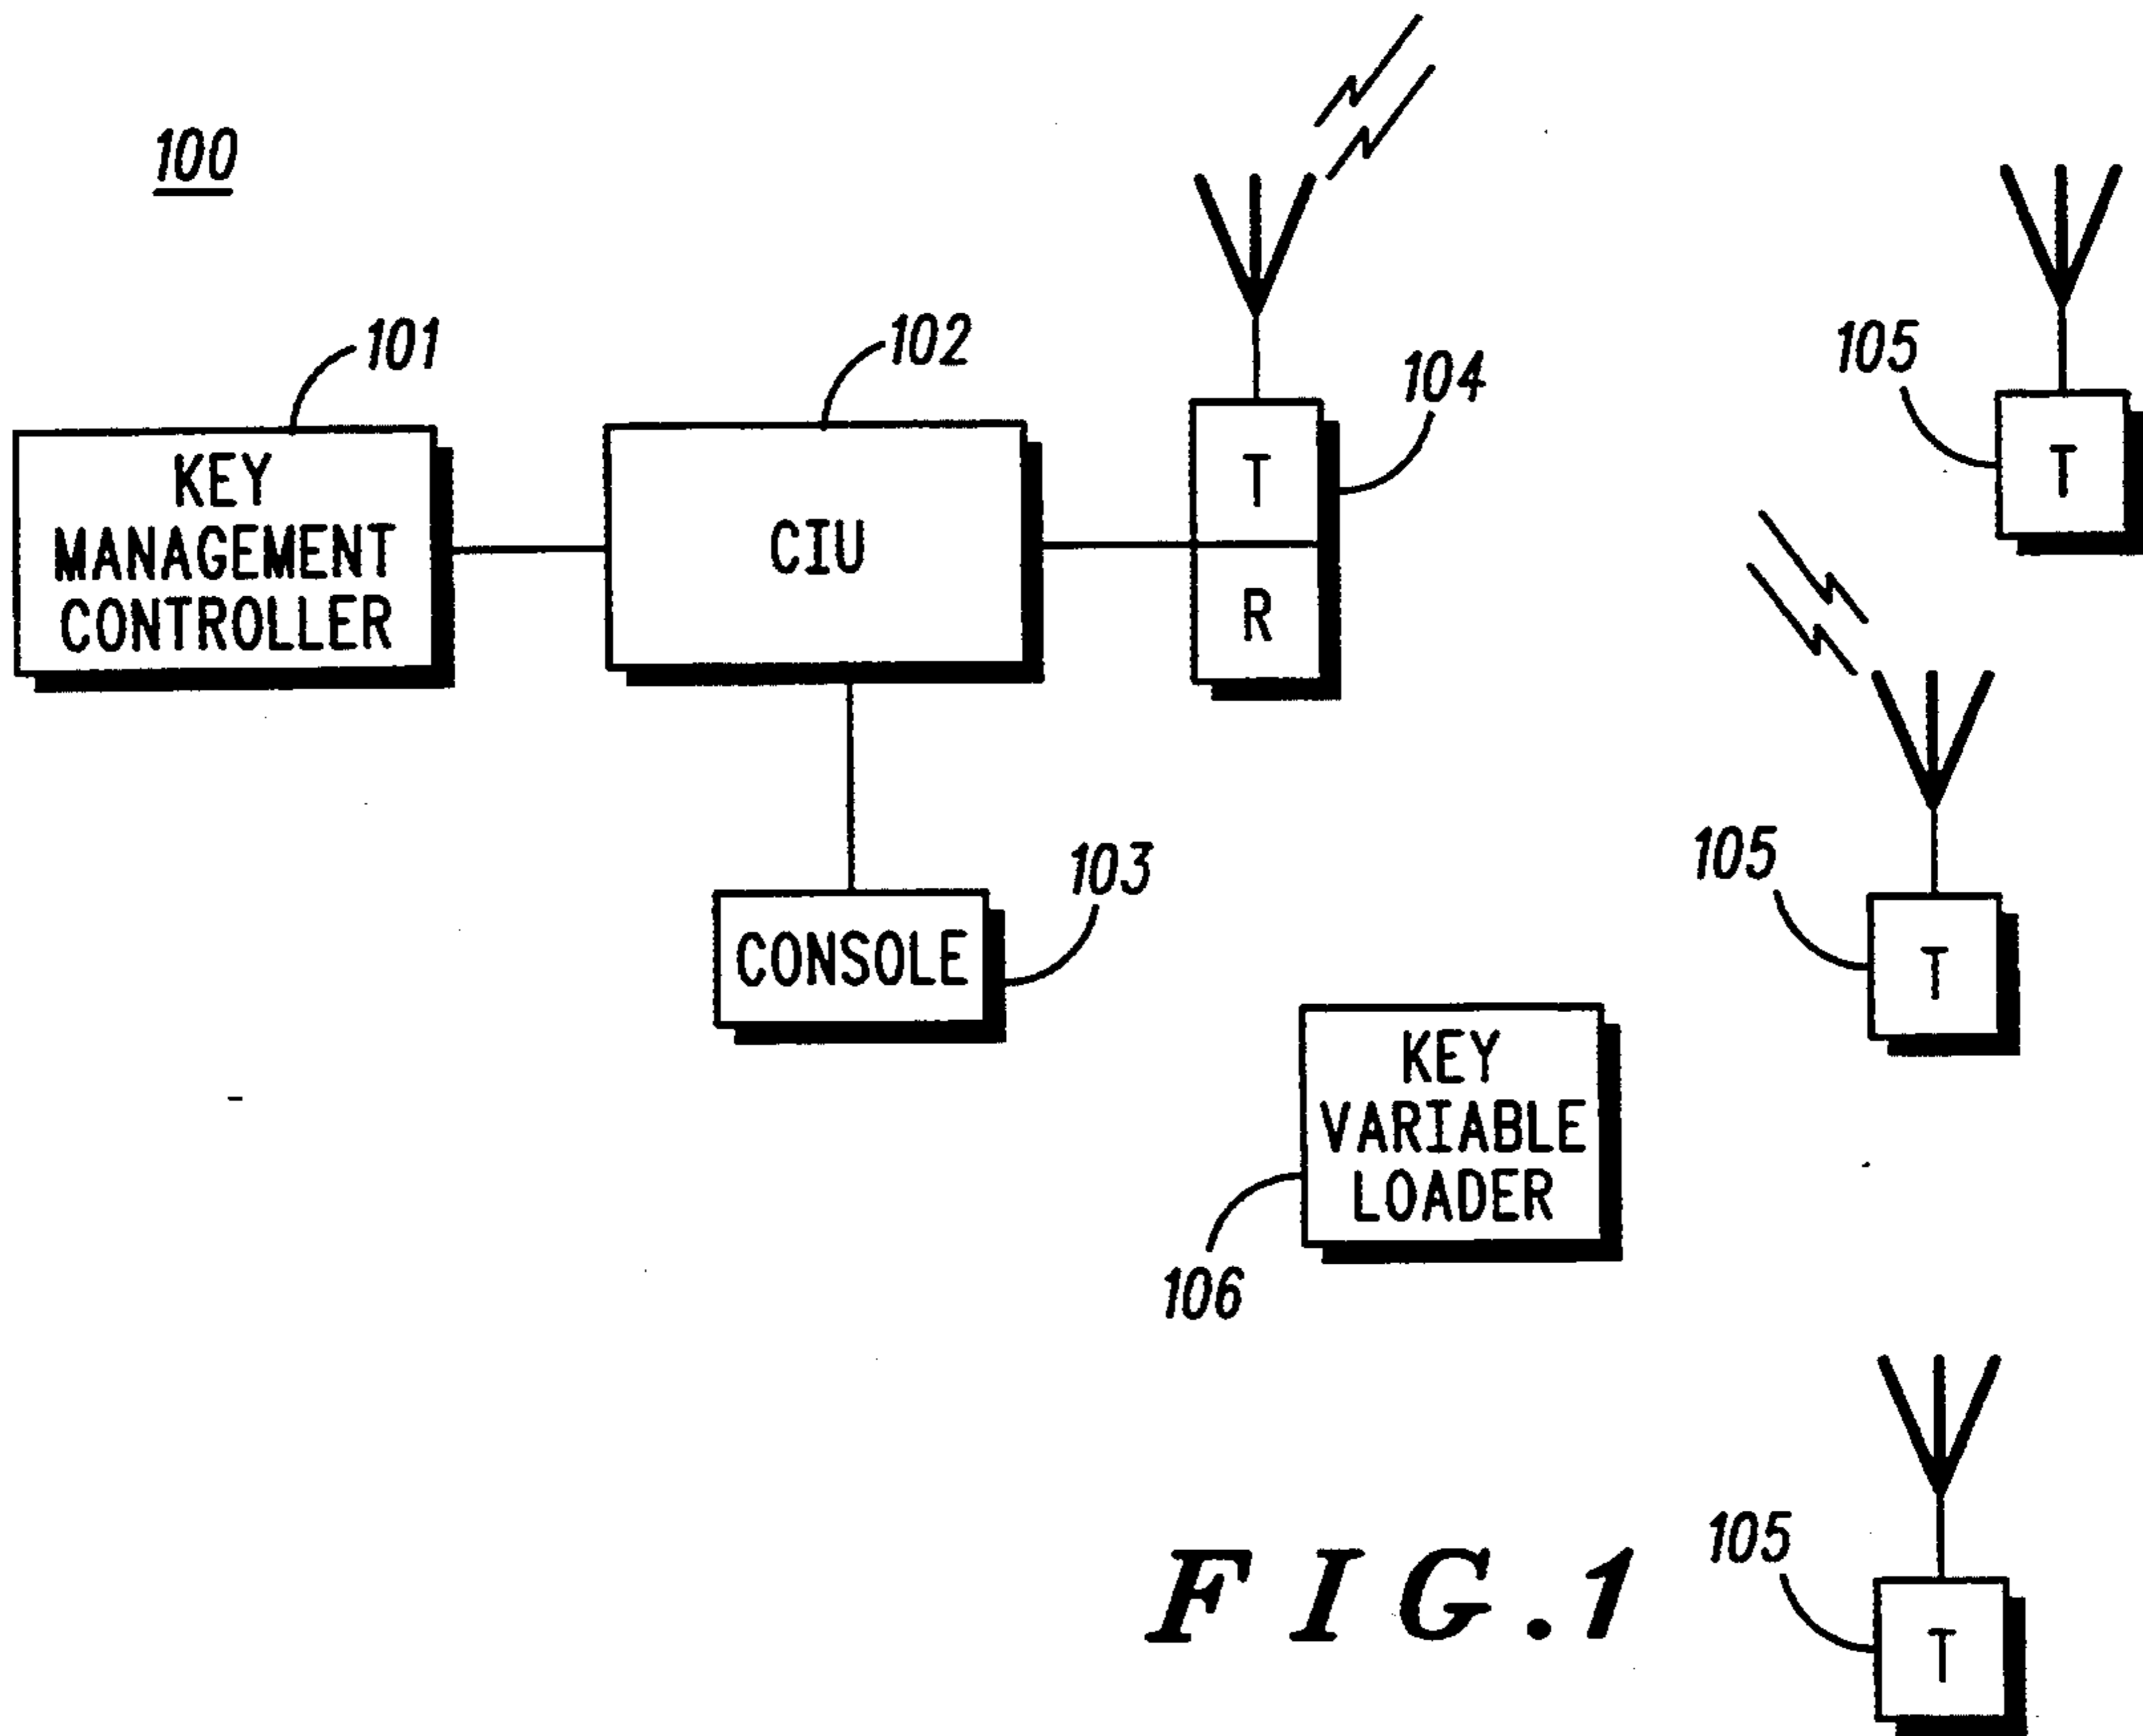 100
101
102
104
105
KEY
MANAGEMENT
CONTROLLER
CIU
T
R
T
105
T
103
CONSOLE
KEY
VARIABLE
LOADER
106
105
T
FIG.1